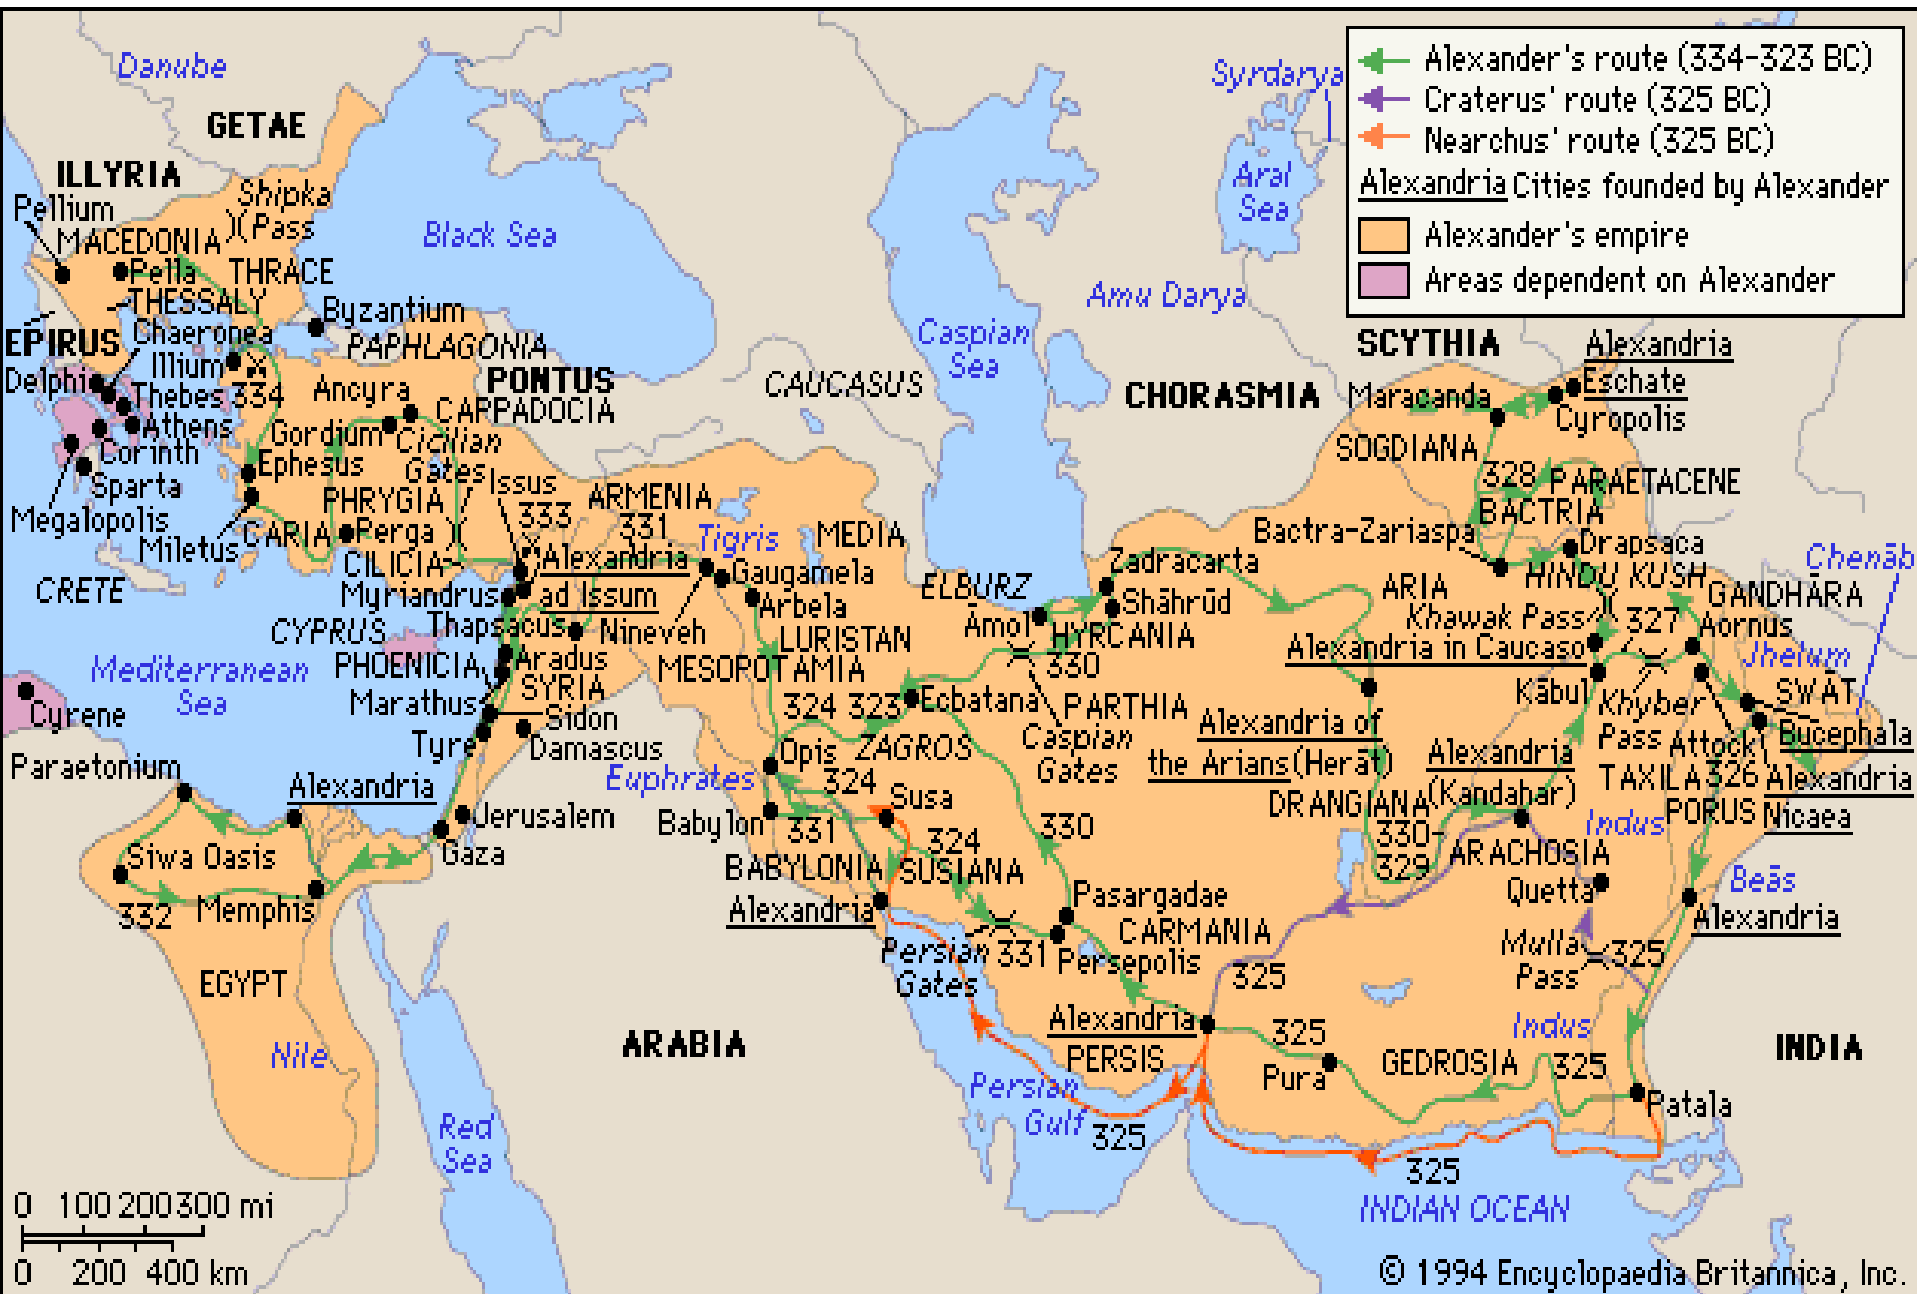 Alexander's route (334-323 BC)
Craterus' route (325 BC)
Nearchus' route (325 BC)
Alexandria Cities founded by Alexander
Alexander's empire
Areas dependent on Alexander
Danube
GETAE
ILLYRIA
Pellium
Shipka
Pass
MACEDONIA
Pella
THRACE
THESSALY
Byzantium
Chaeronea
EPIRUS
PAPHLAGONIA
Illium
Delphi
Thebes
334
Ancyra
PONTUS
CARPADOCIA
Athens
Gordium
Cicilian
Gates
Corinth
Ephesus
Sparta
PHRYGIA
Issus
Megalopolis
Miletus
CARIA
Perga
333
CILICIA
ARMENIA
331
Alexandria
ad Issum
Myriandrus
CRETE
CYPRUS
Thapsacus
Nineveh
Tigris
Gaugamela
Arbela
MEDIA
LURISTAN
MESOROTAMIA
PHOENICIA
Aradus
SYRIA
Marathus
Sidon
Tyre
Damascus
Mediterranean
Sea
Cyrene
Paraetonium
Alexandria
Jerusalem
Gaza
Siwa Oasis
332
Memphis
EGYPT
Nile
Red
Sea
ARABIA
Black Sea
CAUCASUS
Caspian
Sea
Syrdarya
Aral
Sea
Amu Darya
CHORASMIA
SCYTHIA
Alexandria
Eschate
Maracanda
Cyropolis
SOGDIANA
328
PARAETACENE
BACTRIA
Bactra-Zariaspa
Drapsaca
HINDU KUSH
Chenāb
Zadracarta
ELBURZ
Shāhrūd
Āmol
HYRCANIA
330
ARIA
Khawak Pass
327
GANDHĀRA
Aornus
Alexandria in Caucaso
Jhelum
Kābul
SWĀT
Khyber
Pass
Attock
Bucephala
324
323
Ecbatana
PARTHIA
Caspian
Gates
Alexandria of
the Arians (Herāt)
Alexandria
(Kandahar)
TAXILA
326
Alexandria
Nicaea
PORUS
Opis
ZAGROS
Euphrates
324
Susa
DRANGIANA
Babylon
331
324
330
330-
329
Indus
ARACHOSIA
BABYLONIA
SUSIANA
Quetta
Beās
Alexandria
Pasargadae
CARMANIA
Alexandria
Persian
Gates
331
Persepolis
325
Mulla
Pass
325
Alexandria
PERSIS
325
Indus
INDIA
Pura
GEDROSIA
325
Persian
Gulf
325
Patala
325
INDIAN OCEAN
0 100 200 300 mi
0 200 400 km
© 1994 Encyclopaedia Britannica, Inc.